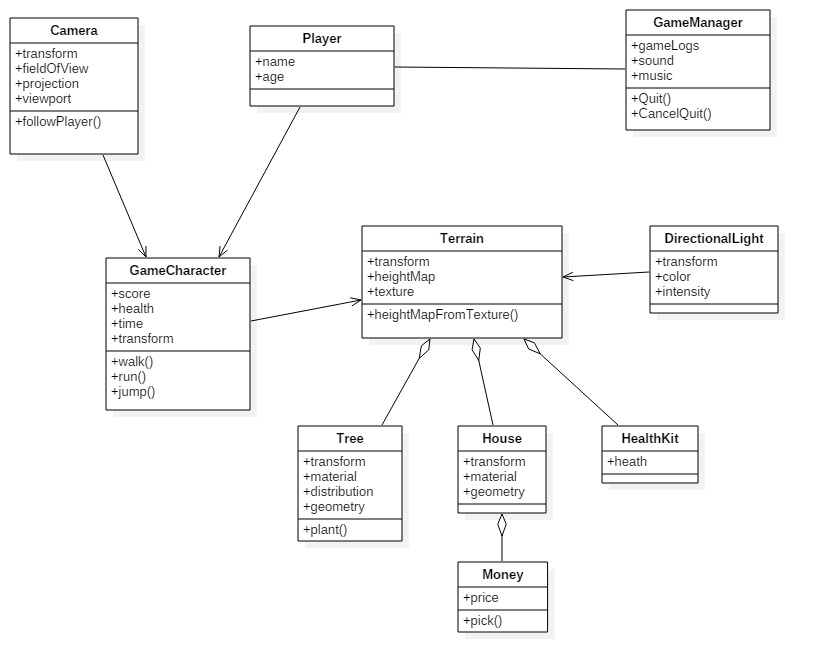 Camera
+transform
+fieldOfView
+projection
+viewport
+followPlayer()
Player
+name
+age
GameManager
+gameLogs
+sound
+music
+Quit()
+CancelQuit()
GameCharacter
+score
+health
+time
+transform
+walk()
+run()
+jump()
Terrain
+transform
+heightMap
+texture
+heightMapFromTexture()
DirectionalLight
+transform
+color
+intensity
Tree
+transform
+material
+distribution
+geometry
+plant()
House
+transform
+material
+geometry
HealthKit
+heath
Money
+price
+pick()